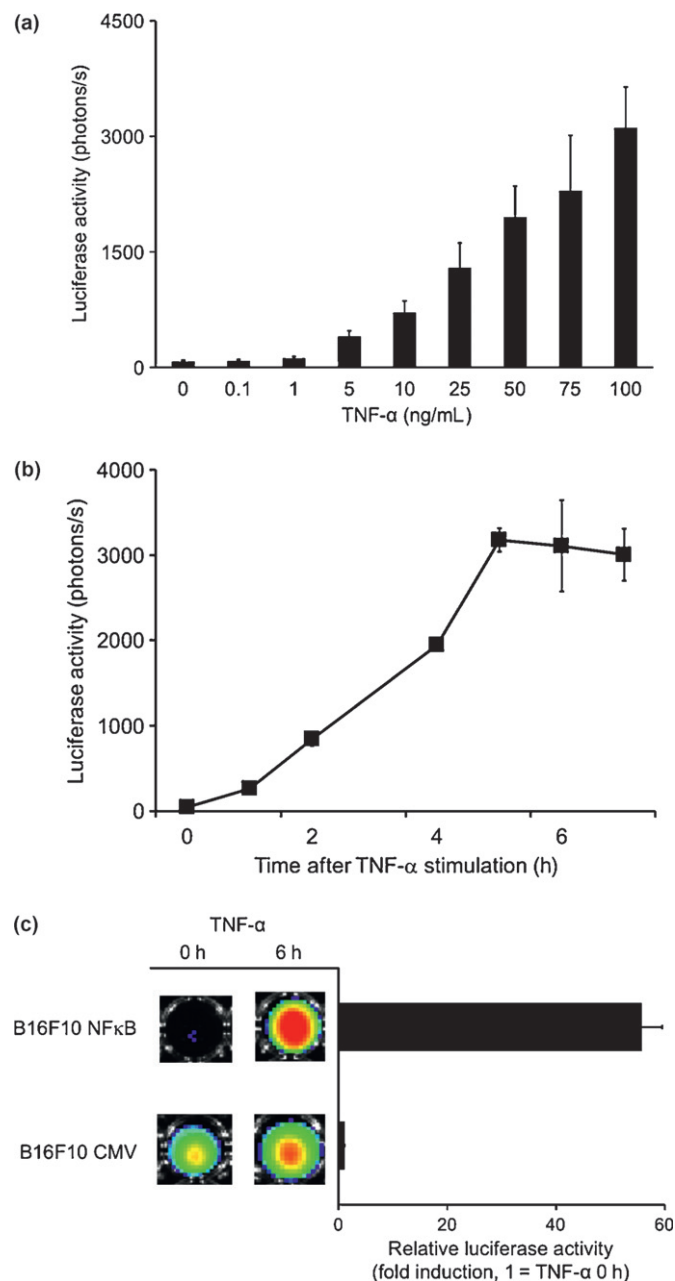 (a)
Luciferase activity (photons/s)
4500
3000
1500
0
0 0.1 1 5 10 25 50 75 100
TNF-α (ng/mL)
(b)
Luciferase activity (photons/s)
4000
3000
2000
1000
0
0 2 4 6
Time after TNF-α stimulation (h)
(c)
TNF-α
0 h 6 h
B16F10 NFκB
B16F10 CMV
0 20 40 60
Relative luciferase activity
(fold induction, 1 = TNF-α 0 h)